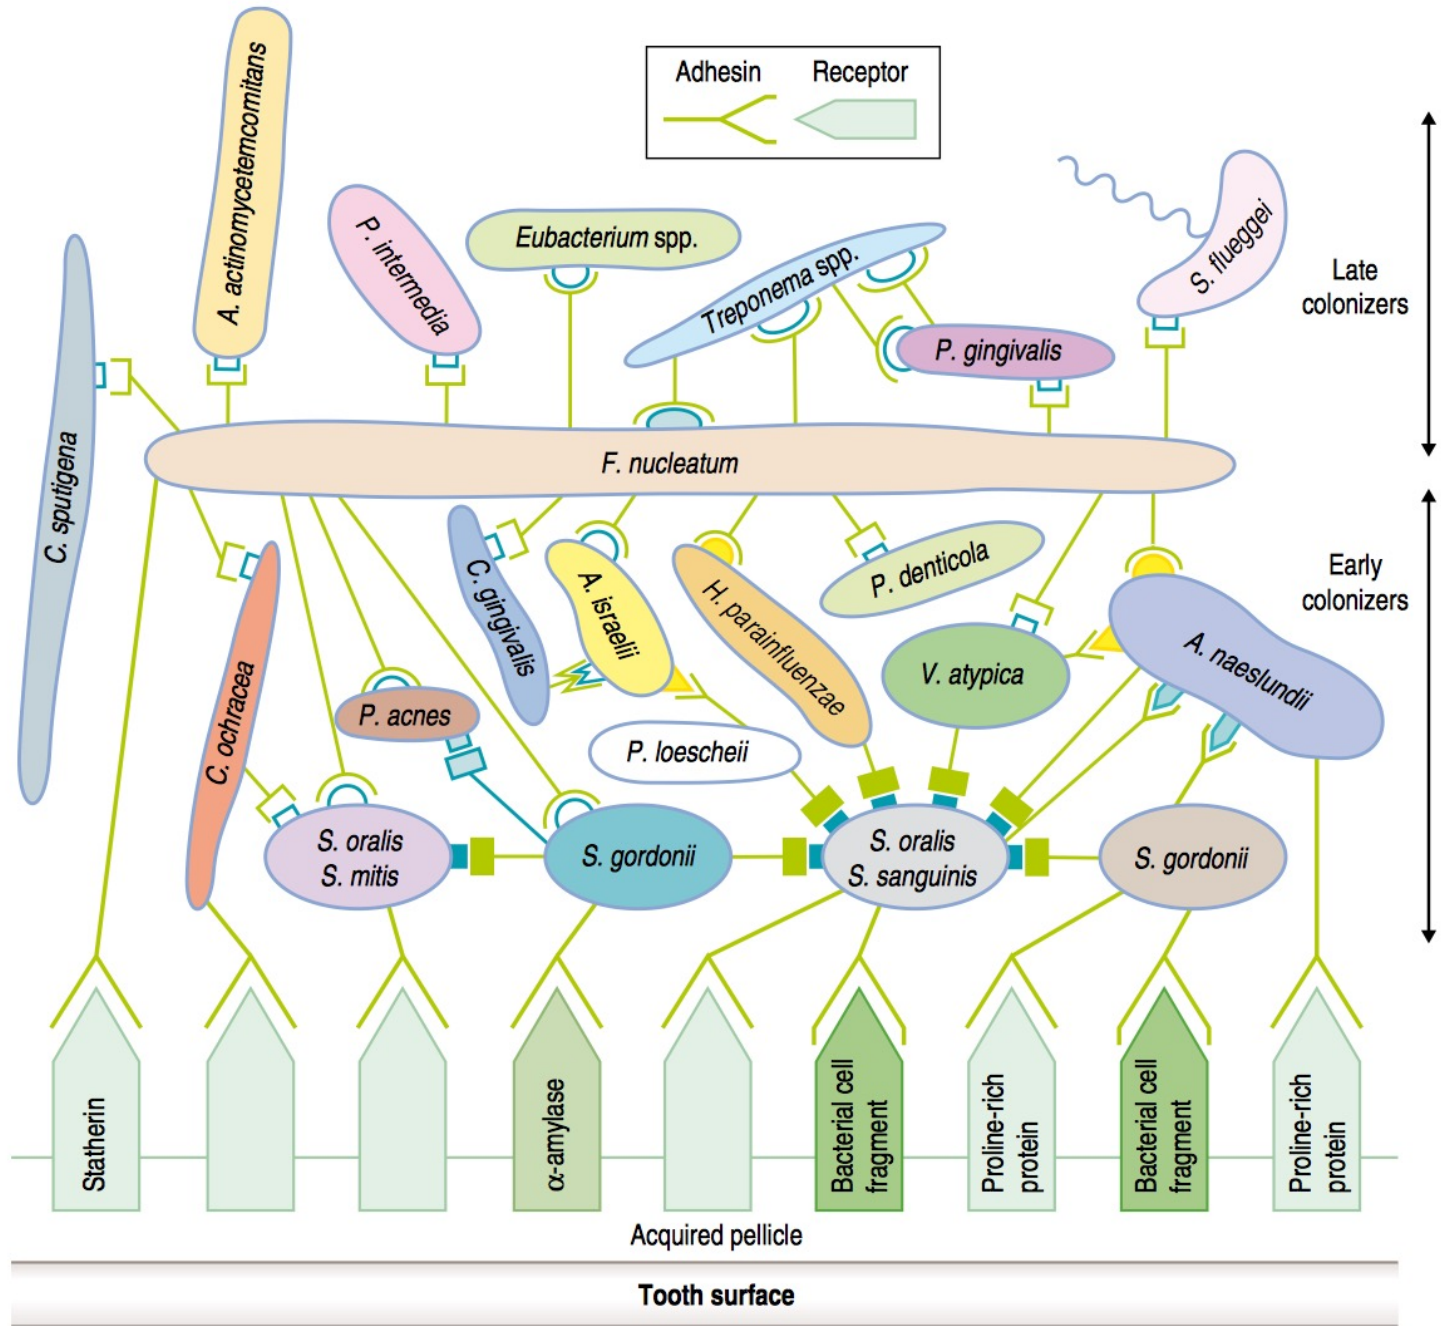 Adhesin
Receptor
A. actinomycetemcomitans
P. intermedia
Eubacterium spp.
Treponema spp.
S. flueggei
Late
colonizers
P. gingivalis
C. sputigena
F. nucleatum
C. gingivalis
A. israelii
H. parainfluenzae
P. denticola
Early
colonizers
C. ochracea
P. acnes
P. loescheii
V. atypica
A. naeslundii
S. oralis
S. mitis
S. gordonii
S. oralis
S. sanguinis
S. gordonii
Statherin
α-amylase
Bacterial cell
fragment
Proline-rich
protein
Bacterial cell
fragment
Proline-rich
protein
Acquired pellicle
Tooth surface